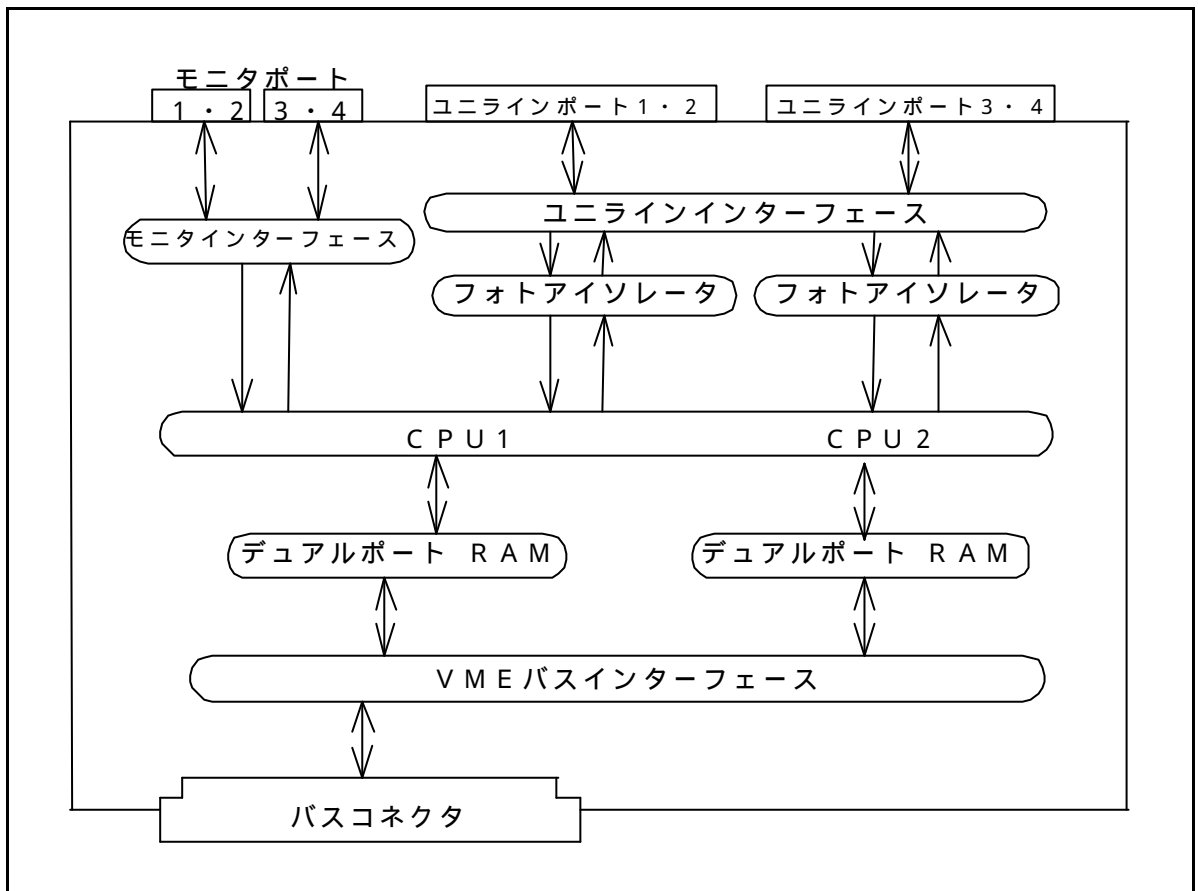 モニタポート
1・2 3・4 ユニラインポート1・2 ユニラインポート3・4
ユニラインインターフェース
モニタインターフェース
フォトアイソレータ フォトアイソレータ
CPU1 CPU2
デュアルポート RAM デュアルポート RAM
VMEバスインターフェース
バスコネクタ